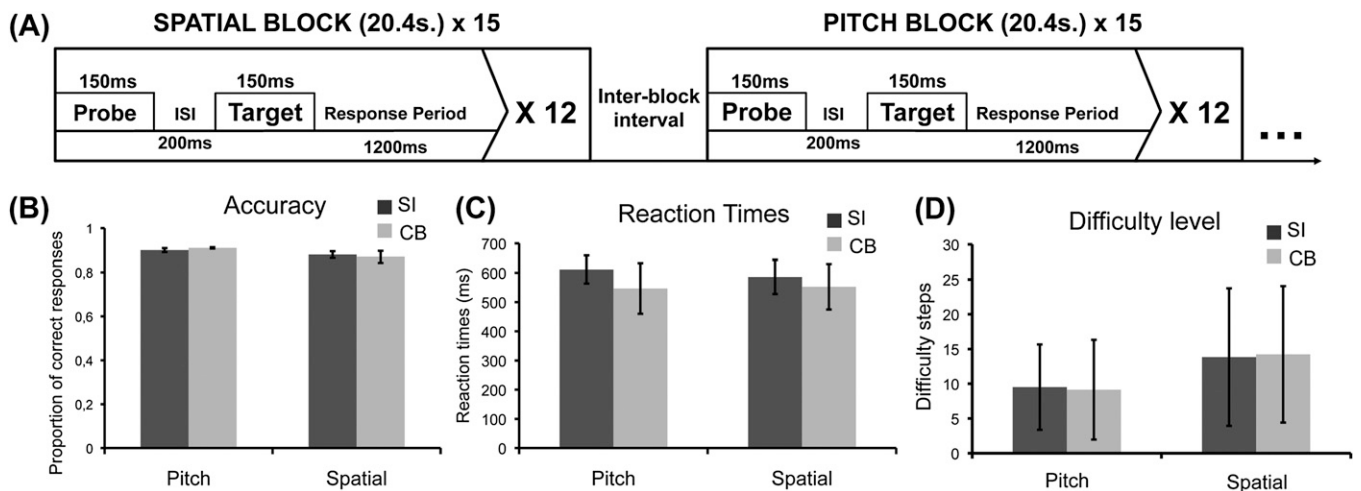 (A)
SPATIAL BLOCK (20.4s.) x 15
PITCH BLOCK (20.4s.) x 15
150ms
150ms
Probe
ISI
Target
Response Period
200ms
1200ms
X 12
Inter-block
interval
150ms
150ms
Probe
ISI
Target
Response Period
200ms
1200ms
X 12
...
(B)
Accuracy
SI
CB
Proportion of correct responses
1
0,8
0,6
0,4
0,2
0
Pitch
Spatial
(C)
Reaction Times
SI
CB
Reaction times (ms)
700
600
500
400
300
200
100
0
Pitch
Spatial
(D)
Difficulty level
SI
CB
Difficulty steps
30
25
20
15
10
5
0
Pitch
Spatial